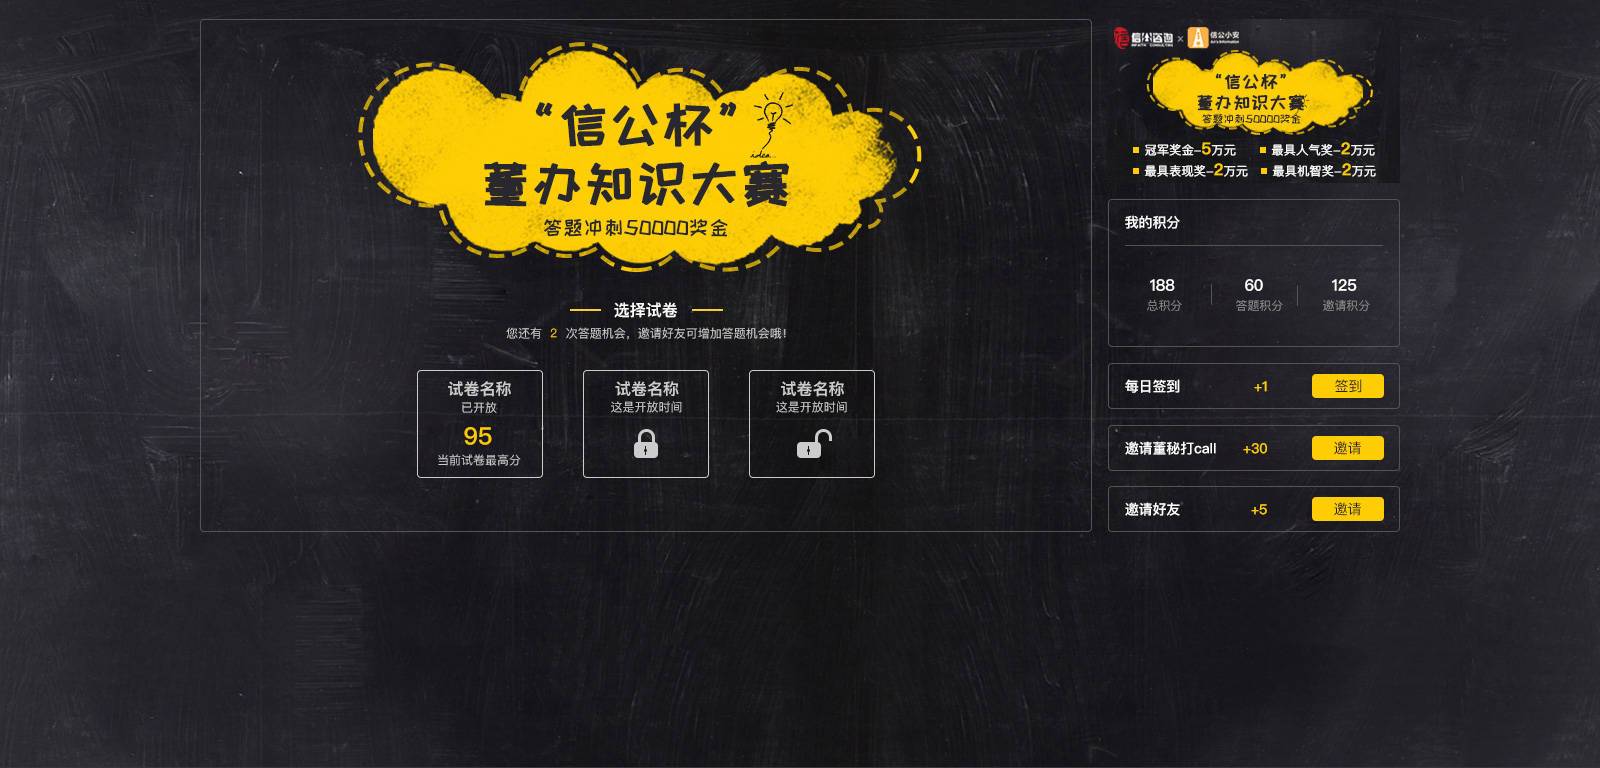 “信公杯”
idea...
董办知识大赛
答题冲刺50000奖金
选择试卷
您还有 2 次答题机会，邀请好友可增加答题机会哦!
试卷名称
已开放
95
当前试卷最高分
试卷名称
这是开放时间
试卷名称
这是开放时间
信公咨询 × 信公小安
“信公杯”
董办知识大赛
答题冲刺50000奖金
冠军奖金-5万元 最具人气奖-2万元
最具表现奖-2万元 最具机智奖-2万元
我的积分
188 60 125
总积分 答题积分 邀请积分
每日签到 +1 签到
邀请董秘打call +30 邀请
邀请好友 +5 邀请